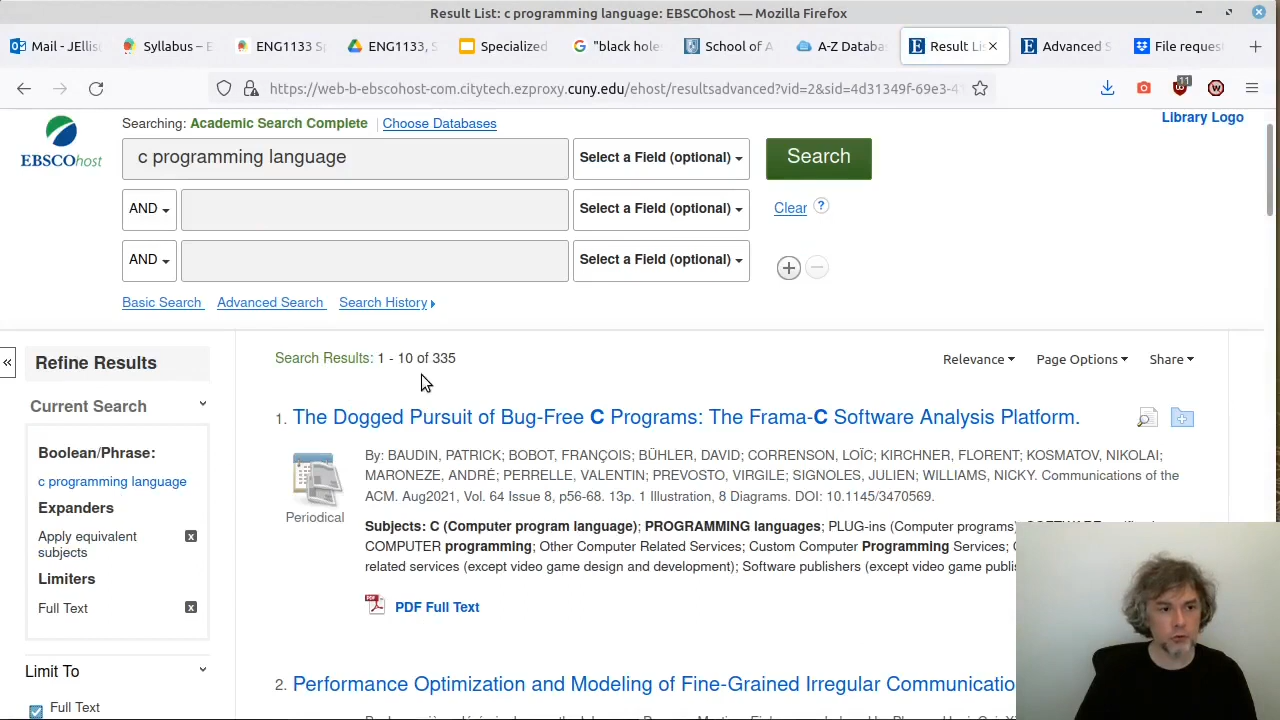 Result List: c programming language: EBSCOhost — Mozilla Firefox
Mail - JEllis
Syllabus – E
ENG1133 Sp
ENG1133, S
Specialized
"black hole
School of A
A-Z Databa
Result Lis
Advanced S
File reques
https://web-b-ebscohost-com.citytech.ezproxy.cuny.edu/ehost/resultsadvanced?vid=2&sid=4d31349f-69e3-4
11
EBSCOhost
Searching: Academic Search Complete | Choose Databases
Library Logo
c programming language
Select a Field (optional)
Search
AND
Select a Field (optional)
Clear
?
AND
Select a Field (optional)
Basic Search
Advanced Search
Search History
Refine Results
Current Search
Boolean/Phrase:
c programming language
Expanders
Apply equivalent
subjects
Limiters
Full Text
Limit To
Full Text
Search Results: 1 - 10 of 335
Relevance
Page Options
Share
1. The Dogged Pursuit of Bug-Free C Programs: The Frama-C Software Analysis Platform.
By: BAUDIN, PATRICK; BOBOT, FRANÇOIS; BÜHLER, DAVID; CORRENSON, LOÏC; KIRCHNER, FLORENT; KOSMATOV, NIKOLAI;
MARONEZE, ANDRÉ; PERRELLE, VALENTIN; PREVOSTO, VIRGILE; SIGNOLES, JULIEN; WILLIAMS, NICKY. Communications of the
ACM. Aug2021, Vol. 64 Issue 8, p56-68. 13p. 1 Illustration, 8 Diagrams. DOI: 10.1145/3470569.
Periodical
Subjects: C (Computer program language); PROGRAMMING languages; PLUG-ins (Computer programs)
COMPUTER programming; Other Computer Related Services; Custom Computer Programming Services;
related services (except video game design and development); Software publishers (except video game publis
PDF
PDF Full Text
2. Performance Optimization and Modeling of Fine-Grained Irregular Communicatio